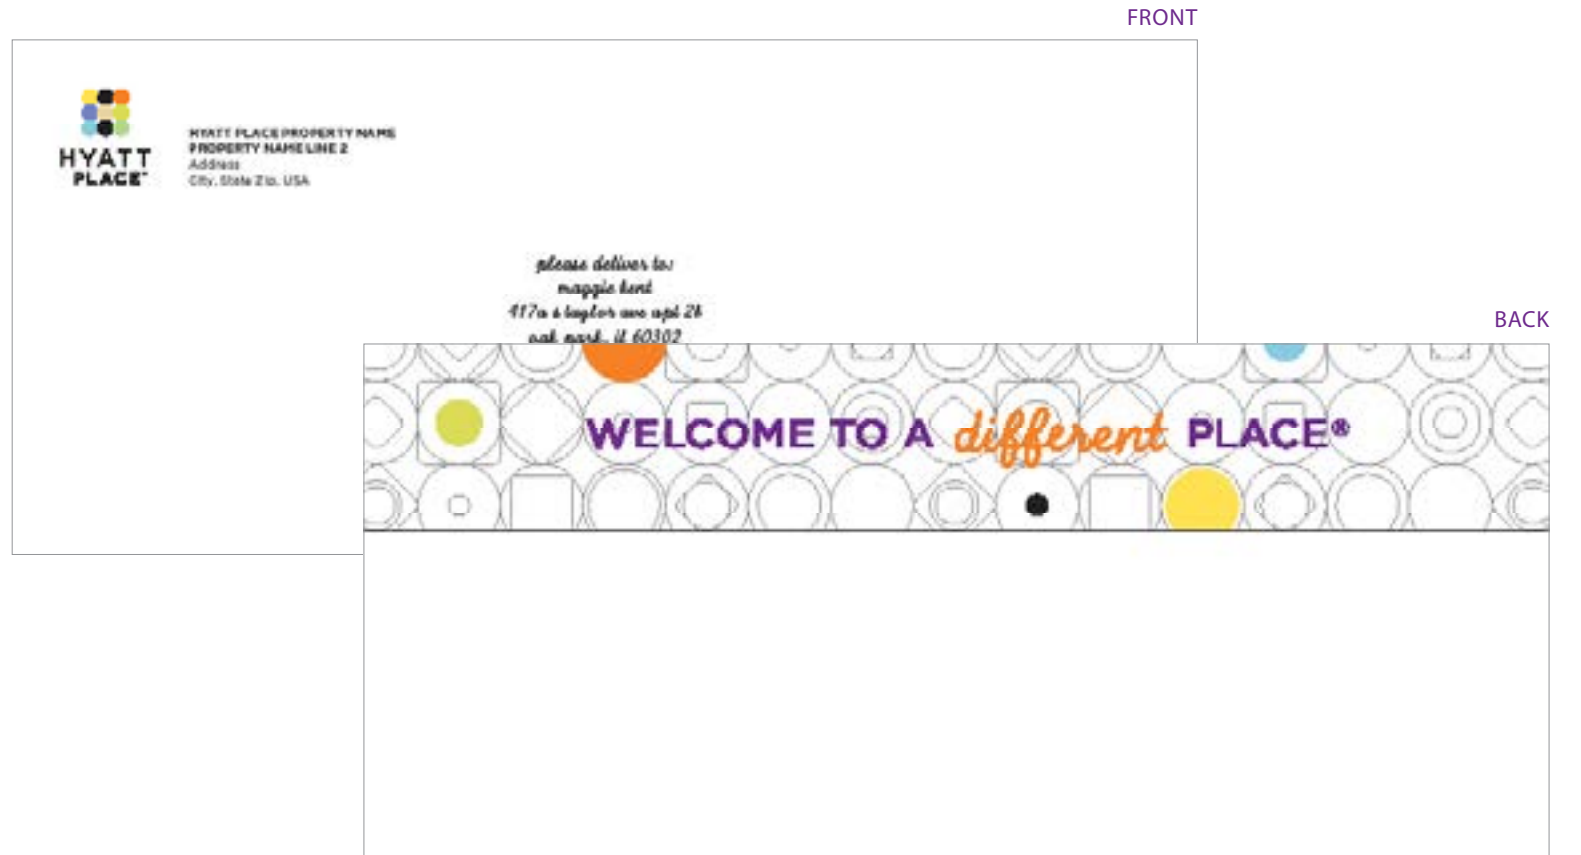 FRONT
HYATT
PLACE
HYATT PLACE PROPERTY NAME
PROPERTY NAME LINE 2
Address
City, State Zip, USA
please deliver to:
maggie kent
417a s taylor ave apt 2b
oak park, il 60302
BACK
WELCOME TO A different PLACE®